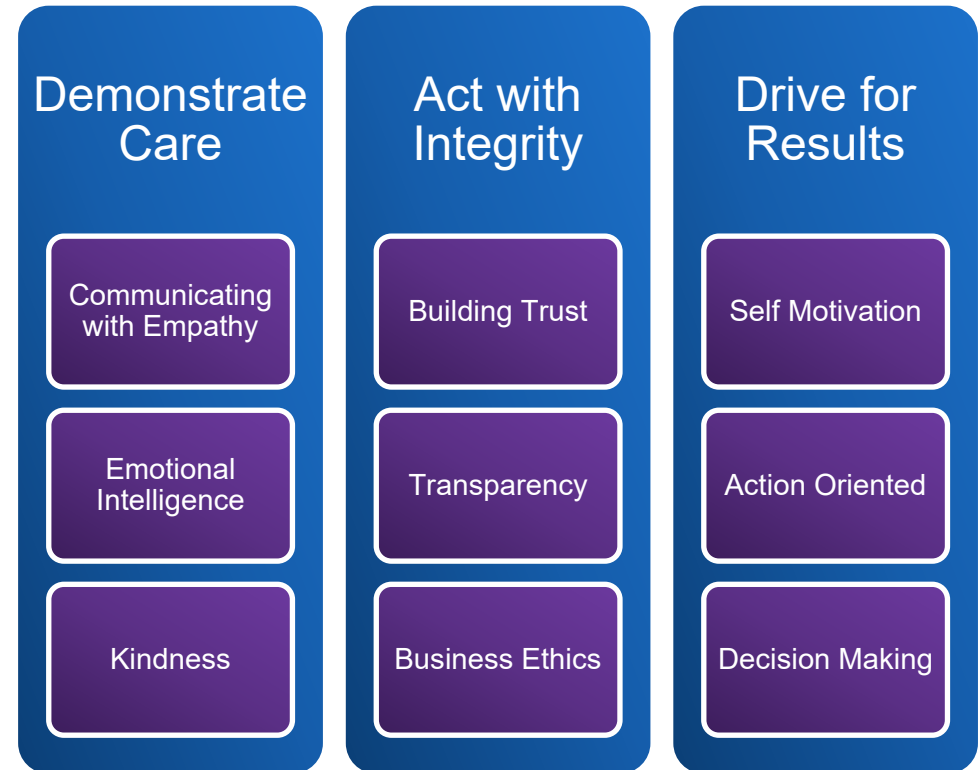 Demonstrate
Care
Communicating
with Empathy
Emotional
Intelligence
Kindness
Act with
Integrity
Building Trust
Transparency
Business Ethics
Drive for
Results
Self Motivation
Action Oriented
Decision Making